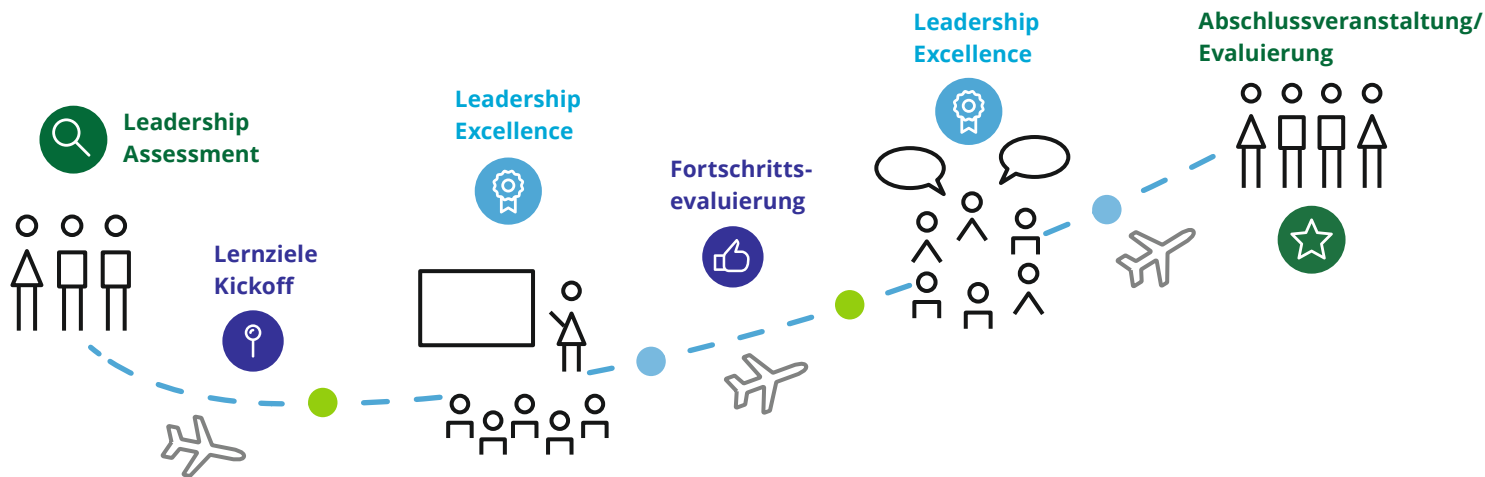 Leadership
Assessment
Lernziele
Kickoff
Leadership
Excellence
Fortschritts-
evaluierung
Leadership
Excellence
Abschlussveranstaltung/
Evaluierung